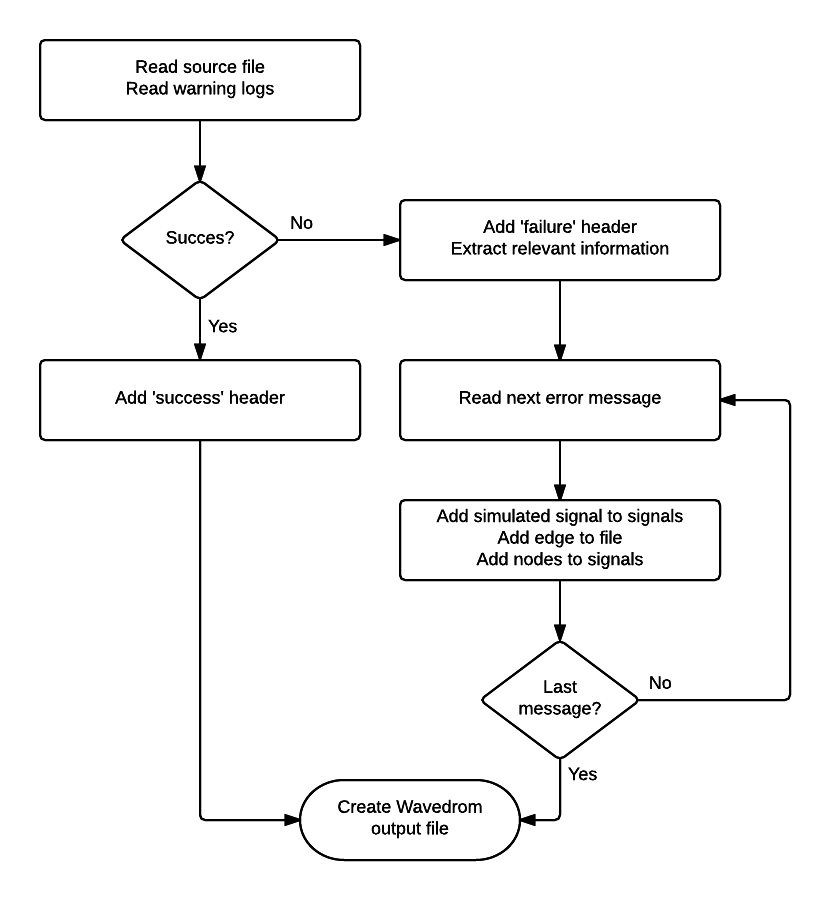 Read source file
Read warning logs
Succes?
No
Add 'failure' header
Extract relevant information
Yes
Add 'success' header
Read next error message
Add simulated signal to signals
Add edge to file
Add nodes to signals
Last
message?
No
Yes
Create Wavedrom
output file